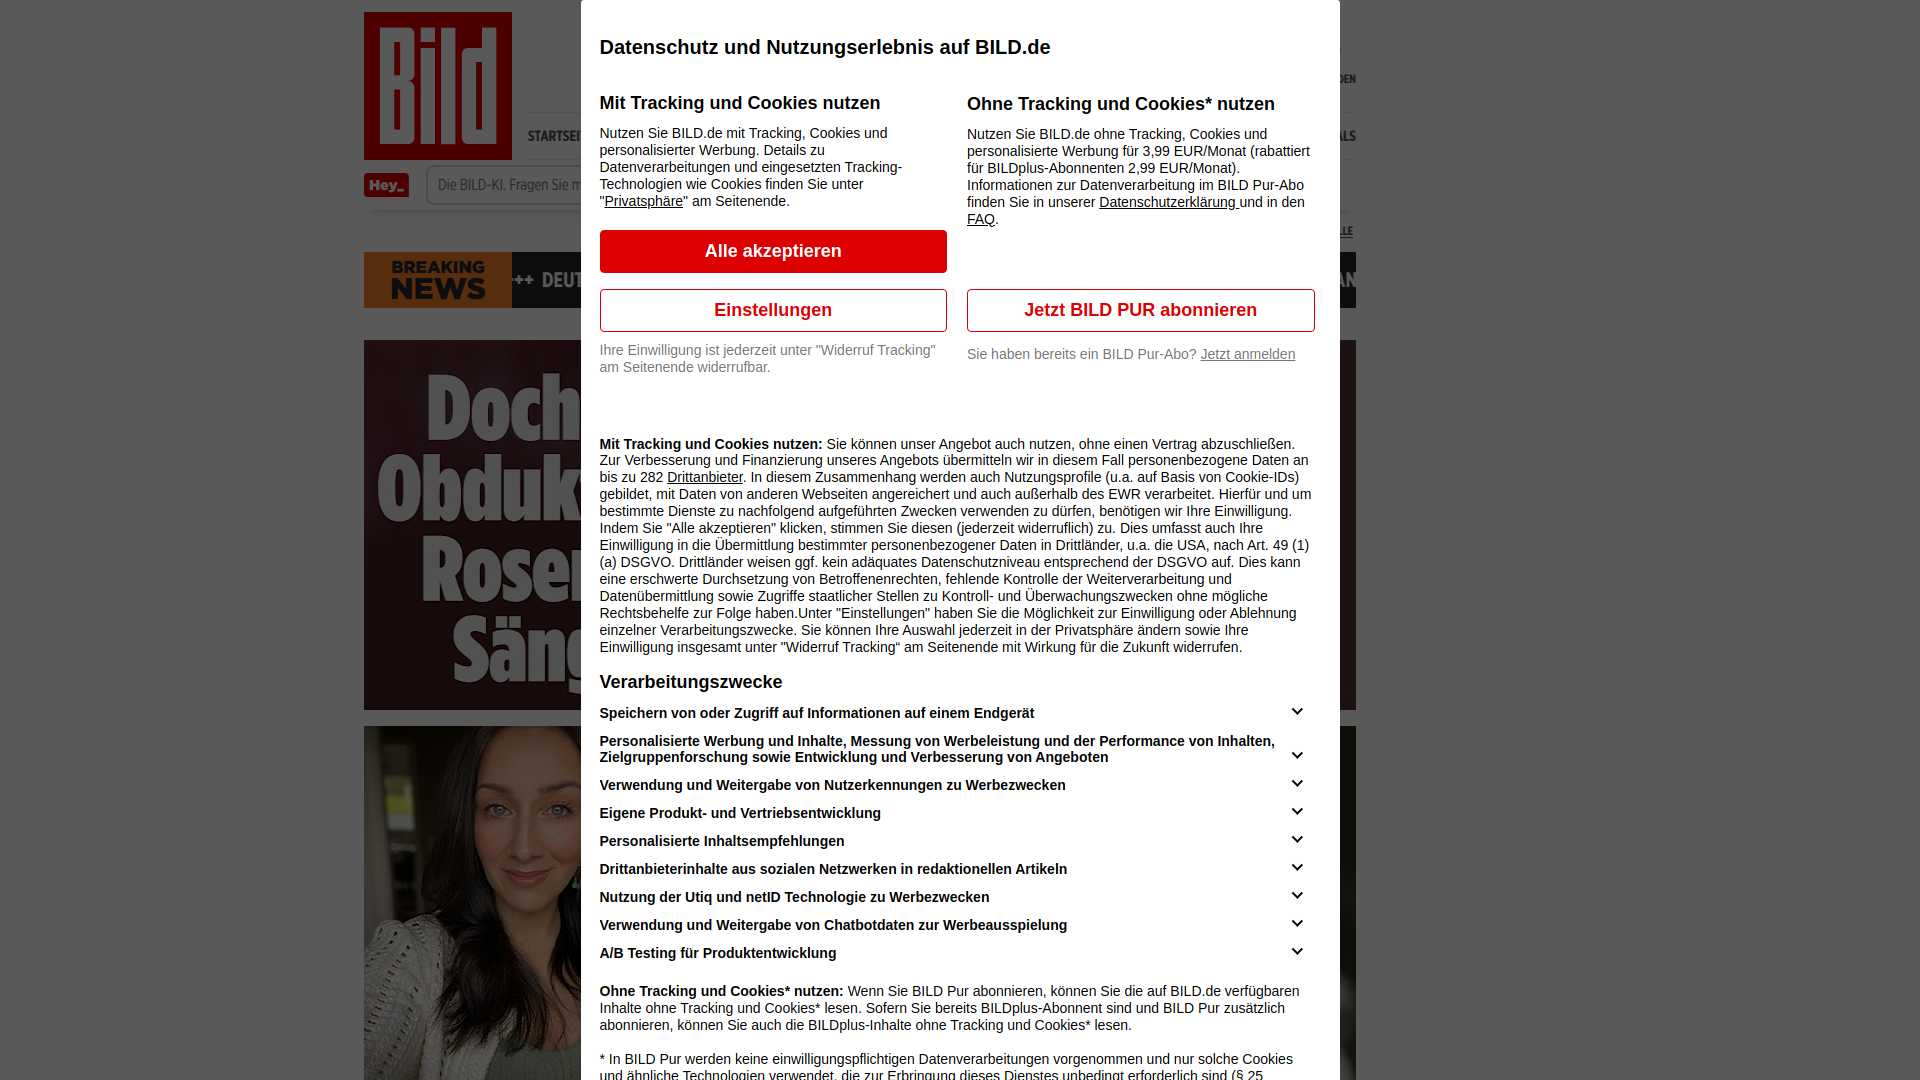 Bild
DEN
STARTSEI
ALS
Hey_
Die BILD-KI. Fragen Sie m
LLE
BREAKING
NEWS
+++ DEUT
AN
Doch
Obduk
Rosen
Säng
Datenschutz und Nutzungserlebnis auf BILD.de
Mit Tracking und Cookies nutzen
Nutzen Sie BILD.de mit Tracking, Cookies und
personalisierter Werbung. Details zu
Datenverarbeitungen und eingesetzten Tracking-
Technologien wie Cookies finden Sie unter
"Privatsphäre" am Seitenende.
Alle akzeptieren
Einstellungen
Ihre Einwilligung ist jederzeit unter "Widerruf Tracking"
am Seitenende widerrufbar.
Ohne Tracking und Cookies* nutzen
Nutzen Sie BILD.de ohne Tracking, Cookies und
personalisierte Werbung für 3,99 EUR/Monat (rabattiert
für BILDplus-Abonnenten 2,99 EUR/Monat).
Informationen zur Datenverarbeitung im BILD Pur-Abo
finden Sie in unserer Datenschutzerklärung und in den
FAQ.
Jetzt BILD PUR abonnieren
Sie haben bereits ein BILD Pur-Abo? Jetzt anmelden
Mit Tracking und Cookies nutzen: Sie können unser Angebot auch nutzen, ohne einen Vertrag abzuschließen.
Zur Verbesserung und Finanzierung unseres Angebots übermitteln wir in diesem Fall personenbezogene Daten an
bis zu 282 Drittanbieter. In diesem Zusammenhang werden auch Nutzungsprofile (u.a. auf Basis von Cookie-IDs)
gebildet, mit Daten von anderen Webseiten angereichert und auch außerhalb des EWR verarbeitet. Hierfür und um
bestimmte Dienste zu nachfolgend aufgeführten Zwecken verwenden zu dürfen, benötigen wir Ihre Einwilligung.
Indem Sie "Alle akzeptieren" klicken, stimmen Sie diesen (jederzeit widerruflich) zu. Dies umfasst auch Ihre
Einwilligung in die Übermittlung bestimmter personenbezogener Daten in Drittländer, u.a. die USA, nach Art. 49 (1)
(a) DSGVO. Drittländer weisen ggf. kein adäquates Datenschutzniveau entsprechend der DSGVO auf. Dies kann
eine erschwerte Durchsetzung von Betroffenenrechten, fehlende Kontrolle der Weiterverarbeitung und
Datenübermittlung sowie Zugriffe staatlicher Stellen zu Kontroll- und Überwachungszwecken ohne mögliche
Rechtsbehelfe zur Folge haben.Unter "Einstellungen" haben Sie die Möglichkeit zur Einwilligung oder Ablehnung
einzelner Verarbeitungszwecke. Sie können Ihre Auswahl jederzeit in der Privatsphäre ändern sowie Ihre
Einwilligung insgesamt unter "Widerruf Tracking“ am Seitenende mit Wirkung für die Zukunft widerrufen.
Verarbeitungszwecke
Speichern von oder Zugriff auf Informationen auf einem Endgerät
Personalisierte Werbung und Inhalte, Messung von Werbeleistung und der Performance von Inhalten,
Zielgruppenforschung sowie Entwicklung und Verbesserung von Angeboten
Verwendung und Weitergabe von Nutzerkennungen zu Werbezwecken
Eigene Produkt- und Vertriebsentwicklung
Personalisierte Inhaltsempfehlungen
Drittanbieterinhalte aus sozialen Netzwerken in redaktionellen Artikeln
Nutzung der Utiq und netID Technologie zu Werbezwecken
Verwendung und Weitergabe von Chatbotdaten zur Werbeausspielung
A/B Testing für Produktentwicklung
Ohne Tracking und Cookies* nutzen: Wenn Sie BILD Pur abonnieren, können Sie die auf BILD.de verfügbaren
Inhalte ohne Tracking und Cookies* lesen. Sofern Sie bereits BILDplus-Abonnent sind und BILD Pur zusätzlich
abonnieren, können Sie auch die BILDplus-Inhalte ohne Tracking und Cookies* lesen.
* In BILD Pur werden keine einwilligungspflichtigen Datenverarbeitungen vorgenommen und nur solche Cookies
und ähnliche Technologien verwendet, die zur Erbringung dieses Dienstes unbedingt erforderlich sind (§ 25